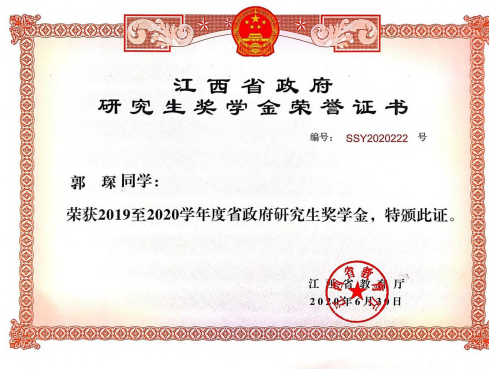 江西省政府
研究生奖学金荣誉证书
编号: SSY2020222 号
郭 琛同学:
荣获2019至2020学年度省政府研究生奖学金，特颁此证。
江西省教育厅
2020年6月30日